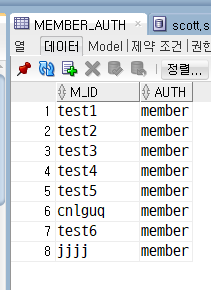 MEMBER_AUTH scott.s
열 데이터 Model 제약 조건 권한
정렬...
M_ID AUTH
1 test1 member
2 test2 member
3 test3 member
4 test4 member
5 test5 member
6 cnlguq member
7 test6 member
8 jjjj member